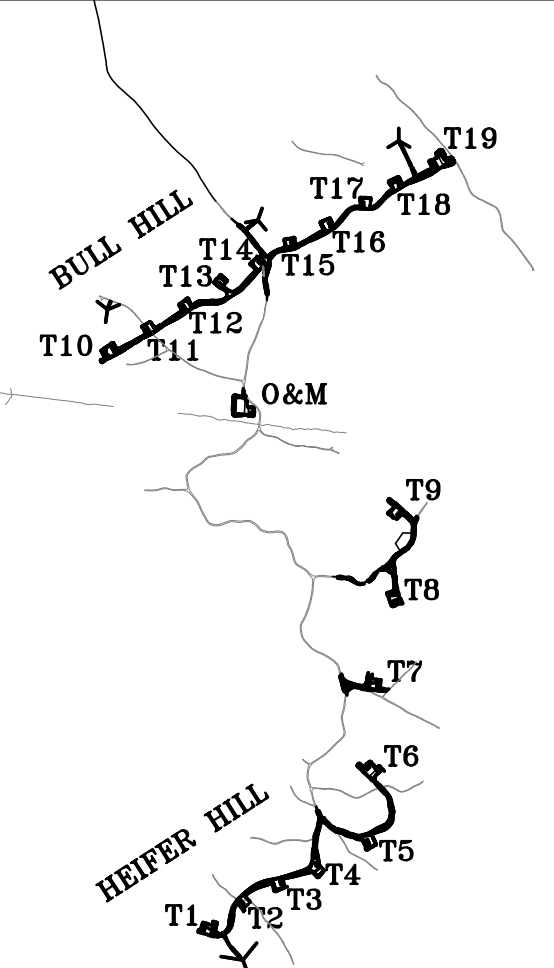 T19
T17
T18
BULL HILL
T14
T16
T15
T13
T12
T10
T11
O&M
T9
T8
T7
T6
HEIFER HILL
T5
T4
T3
T1
T2